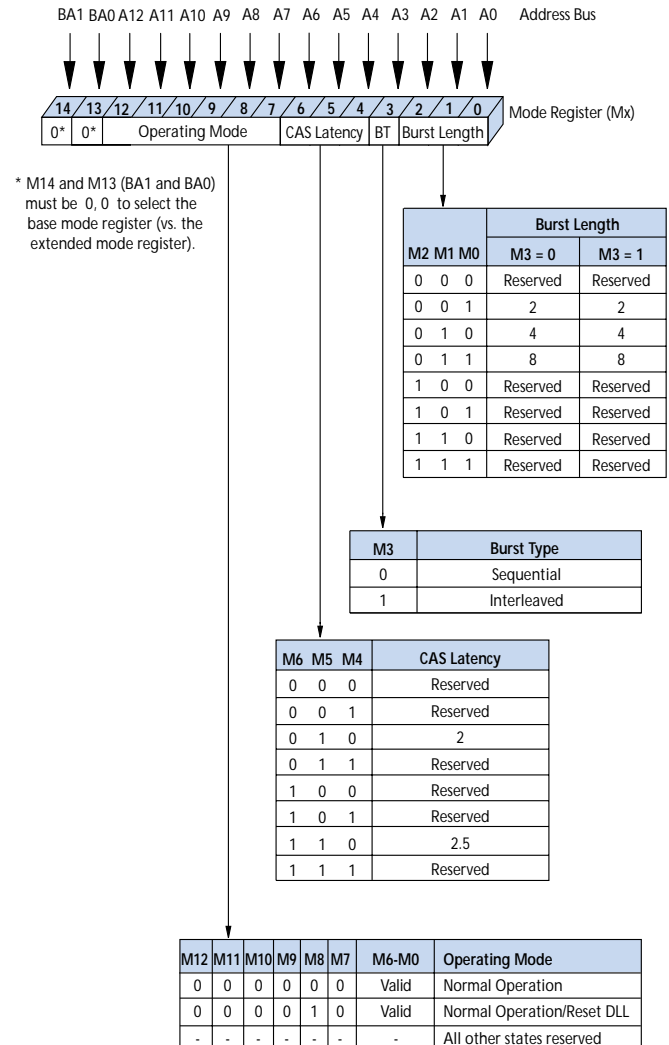 BA1 BA0 A12 A11 A10 A9 A8 A7 A6 A5 A4 A3 A2 A1 A0 Address Bus
14 13 12 11 10 9 8 7 6 5 4 3 2 1 0 Mode Register (Mx)
0* 0* Operating Mode CAS Latency BT Burst Length
* M14 and M13 (BA1 and BA0)
must be 0, 0 to select the
base mode register (vs. the
extended mode register).
Burst Length
M2 M1 M0 M3 = 0 M3 = 1
0 0 0 Reserved Reserved
0 0 1 2 2
0 1 0 4 4
0 1 1 8 8
1 0 0 Reserved Reserved
1 0 1 Reserved Reserved
1 1 0 Reserved Reserved
1 1 1 Reserved Reserved
M3 Burst Type
0 Sequential
1 Interleaved
M6 M5 M4 CAS Latency
0 0 0 Reserved
0 0 1 Reserved
0 1 0 2
0 1 1 Reserved
1 0 0 Reserved
1 0 1 Reserved
1 1 0 2.5
1 1 1 Reserved
M12 M11 M10 M9 M8 M7 M6-M0 Operating Mode
0 0 0 0 0 0 Valid Normal Operation
0 0 0 0 1 0 Valid Normal Operation/Reset DLL
- - - - - - - All other states reserved